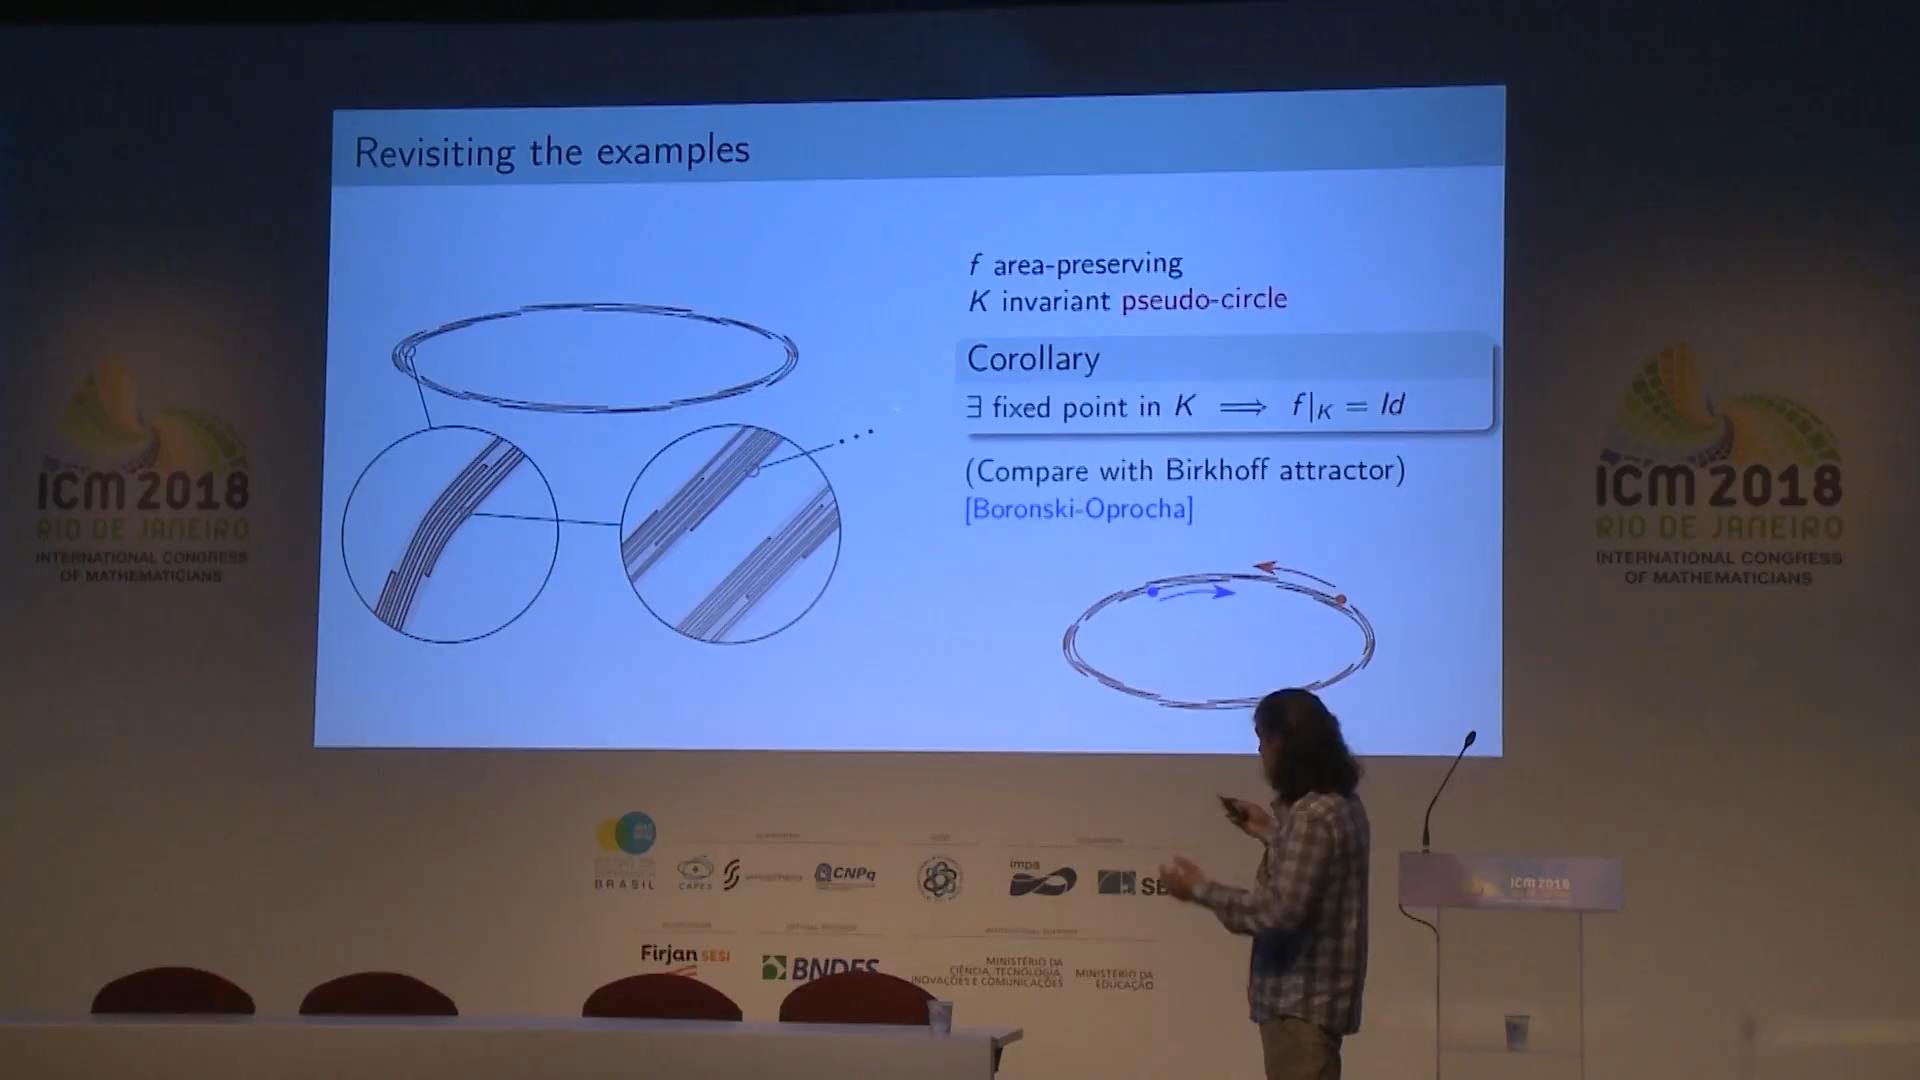 Revisiting the examples
f area-preserving
K invariant pseudo-circle
Corollary
∃ fixed point in K ⟹ f|K = Id
(Compare with Birkhoff attractor)
[Boronski-Oprocha]
ICM 2018
RIO DE JANEIRO
INTERNATIONAL CONGRESS
OF MATHEMATICIANS
ICM 2018
RIO DE JANEIRO
INTERNATIONAL CONGRESS
OF MATHEMATICIANS
BRASIL
CAPES
CNPq
impa
SB
ICM 2018
Firjan SESI
BNDES
MINISTÉRIO DA
CIÊNCIA, TECNOLOGIA,
INOVAÇÕES E COMUNICAÇÕES
MINISTÉRIO DA
EDUCAÇÃO